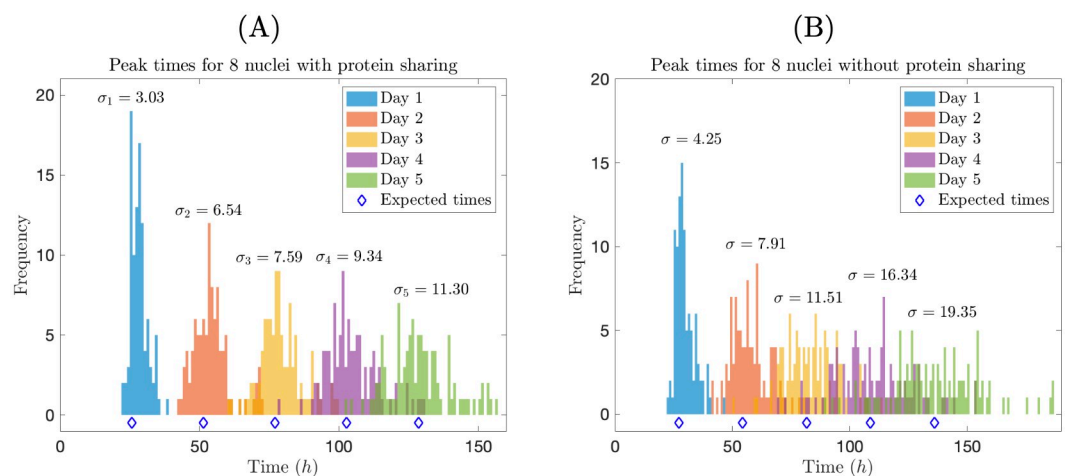 (A)
Peak times for 8 nuclei with protein sharing
20
15
10
5
0
Frequency
σ₁ = 3.03
σ₂ = 6.54
σ₃ = 7.59
σ₄ = 9.34
σ₅ = 11.30
Day 1
Day 2
Day 3
Day 4
Day 5
Expected times
0 50 100 150
Time (h)
(B)
Peak times for 8 nuclei without protein sharing
20
15
10
5
0
Frequency
σ = 4.25
σ = 7.91
σ = 11.51
σ = 16.34
σ = 19.35
Day 1
Day 2
Day 3
Day 4
Day 5
Expected times
0 50 100 150
Time (h)